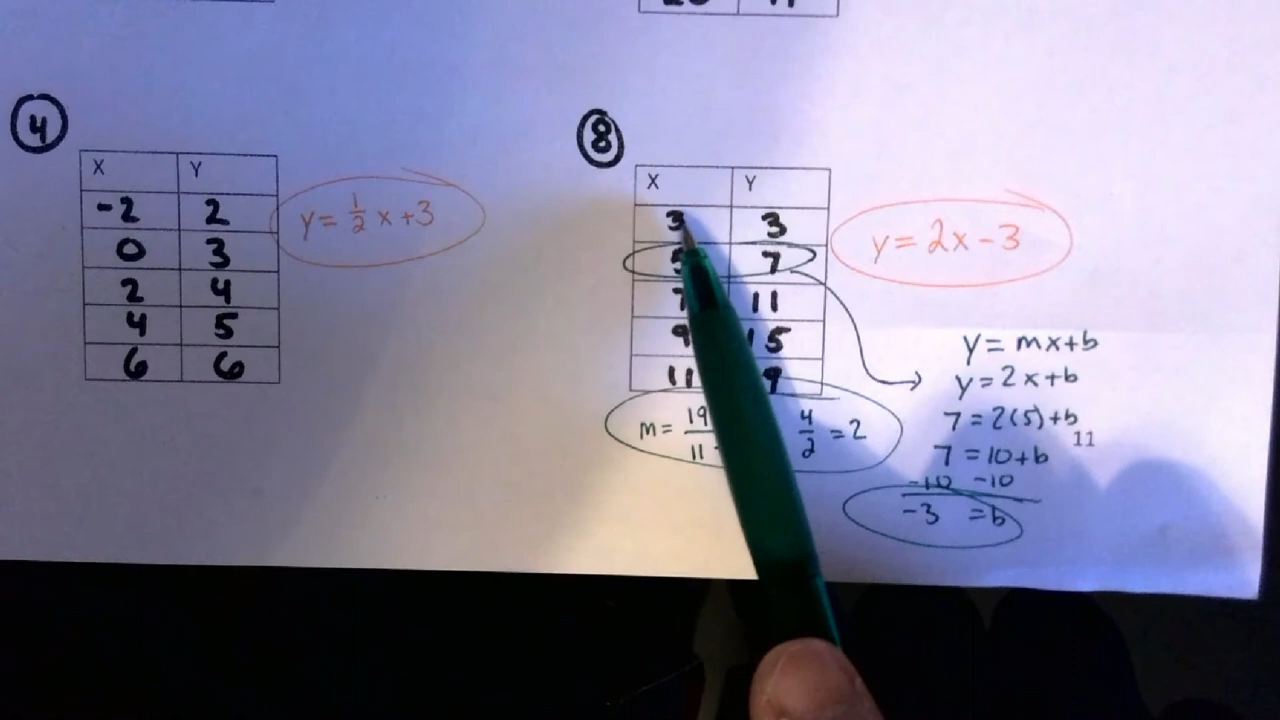 4
X Y
-2 2
0 3
2 4
4 5
6 6
y = 1/2 x + 3
8
X Y
3 3
5 7
7 11
9 15
11 9
y = 2x - 3
m = 19 4/2 = 2
11
y = mx + b
y = 2x + b
7 = 2(5) + b
7 = 10 + b
-10 -10
-3 = b
11